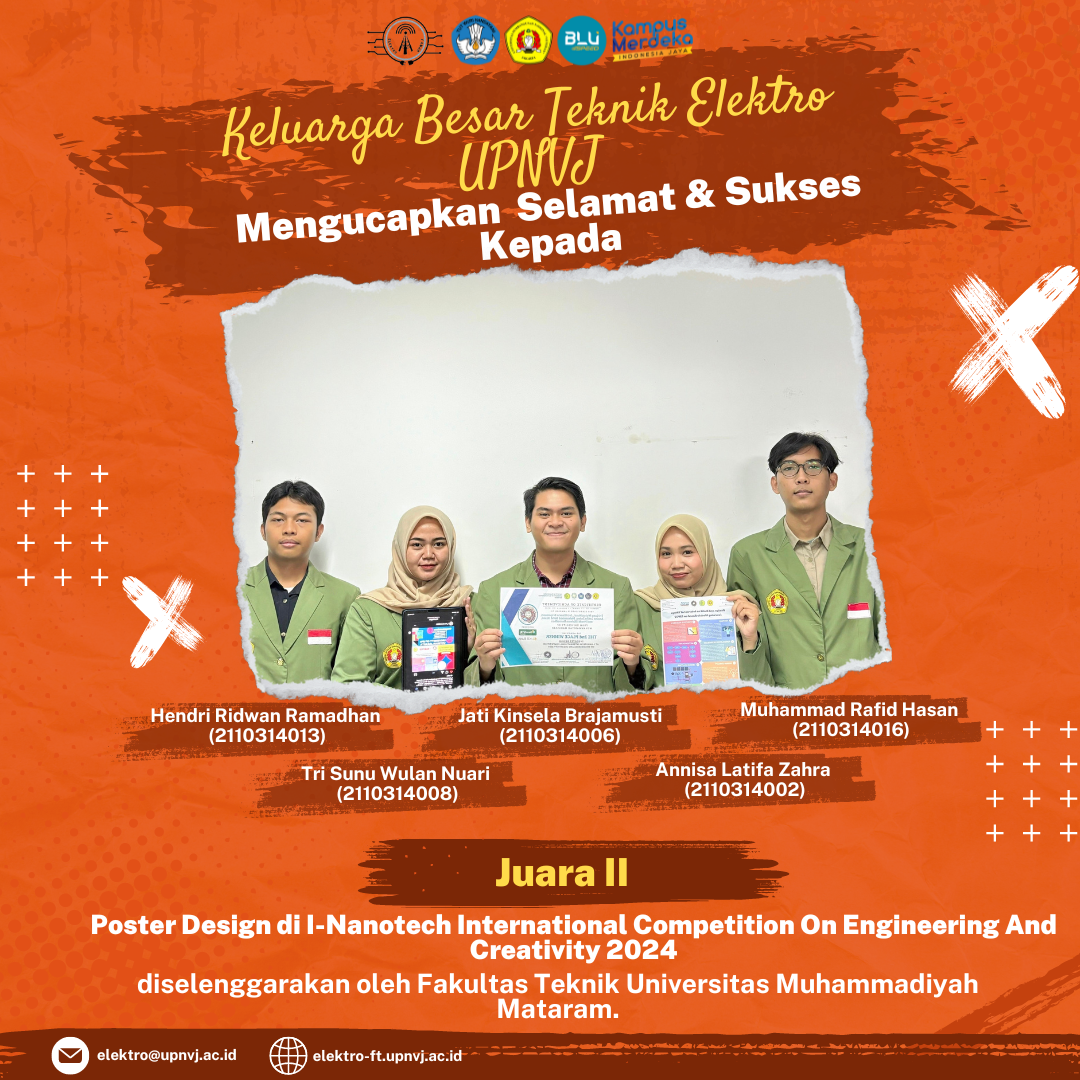 BLU
Kampus
Merdeka
INDONESIA JAYA
Keluarga Besar Teknik Elektro
UPNVJ
Mengucapkan Selamat & Sukses
Kepada
Hendri Ridwan Ramadhan
(2110314013)
Jati Kinsela Brajamusti
(2110314006)
Muhammad Rafid Hasan
(2110314016)
Tri Sunu Wulan Nuari
(2110314008)
Annisa Latifa Zahra
(2110314002)
Juara II
Poster Design di I-Nanotech International Competition On Engineering And
Creativity 2024
diselenggarakan oleh Fakultas Teknik Universitas Muhammadiyah
Mataram.
elektro@upnvj.ac.id
elektro-ft.upnvj.ac.id